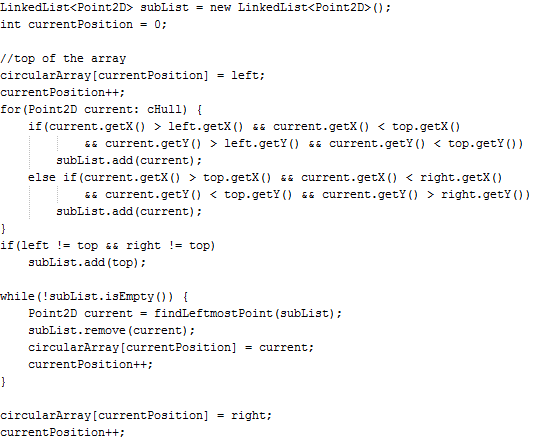 LinkedList<Point2D> subList = new LinkedList<Point2D>();
int currentPosition = 0;

//top of the array
circularArray[currentPosition] = left;
currentPosition++;
for(Point2D current: cHull) {
    if(current.getX() > left.getX() && current.getX() < top.getX()
            && current.getY() > left.getY() && current.getY() < top.getY())
        subList.add(current);
    else if(current.getX() > top.getX() && current.getX() < right.getX()
            && current.getY() < top.getY() && current.getY() > right.getY())
        subList.add(current);
}
if(left != top && right != top)
    subList.add(top);

while(!subList.isEmpty()) {
    Point2D current = findLeftmostPoint(subList);
    subList.remove(current);
    circularArray[currentPosition] = current;
    currentPosition++;
}

circularArray[currentPosition] = right;
currentPosition++;